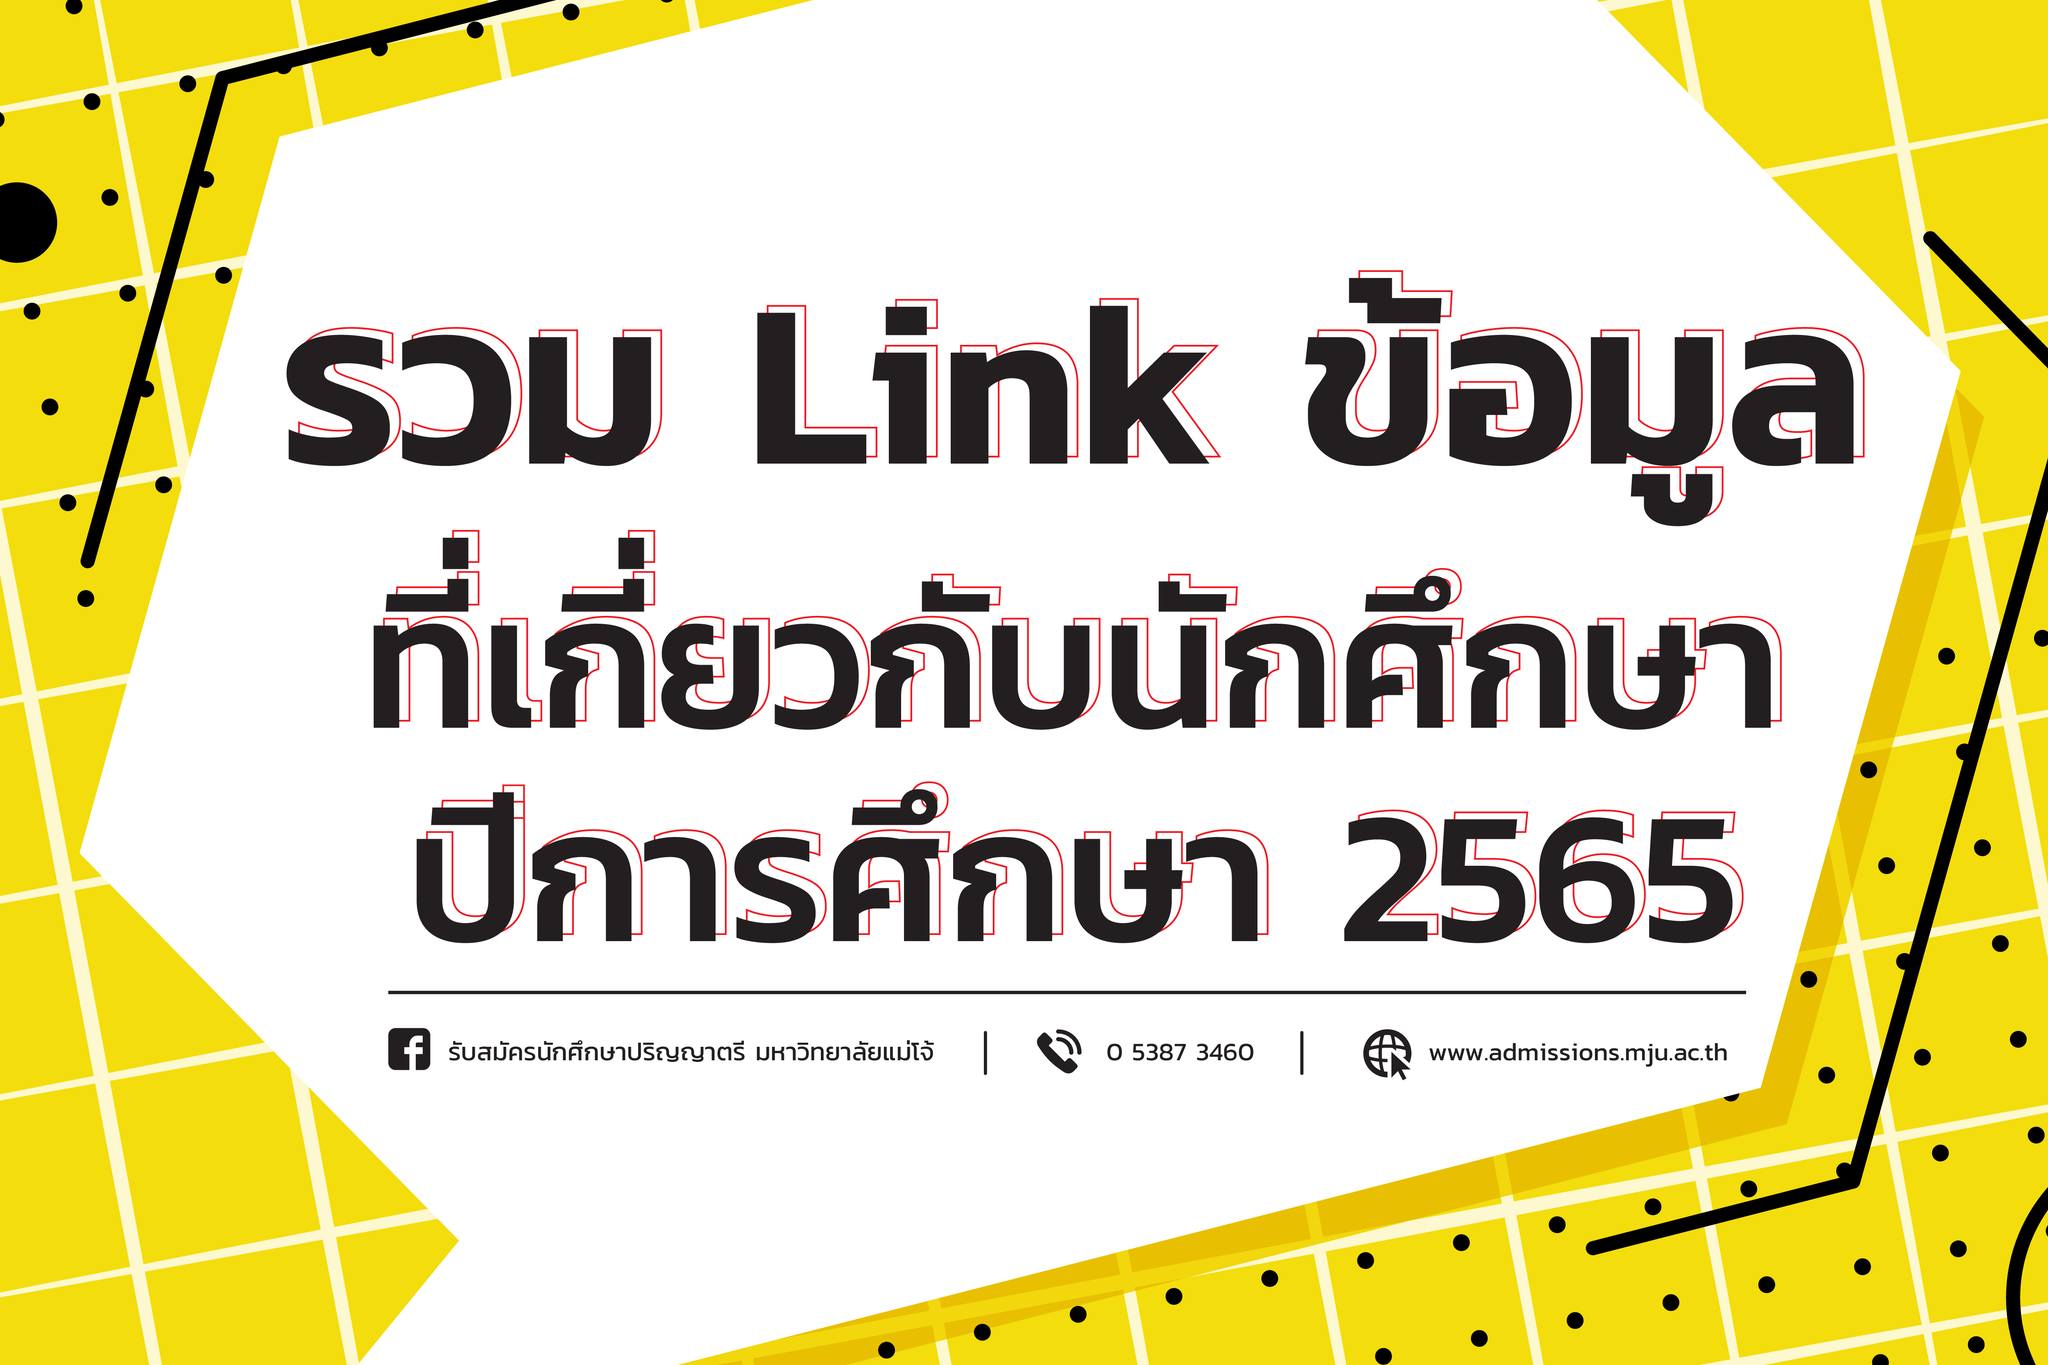 รวม Link ข้อมูล
ที่เกี่ยวกับนักศึกษา
ปีการศึกษา 2565
รับสมัครนักศึกษาปริญญาตรี มหาวิทยาลัยแม่โจ้ | 0 5387 3460 | www.admissions.mju.ac.th